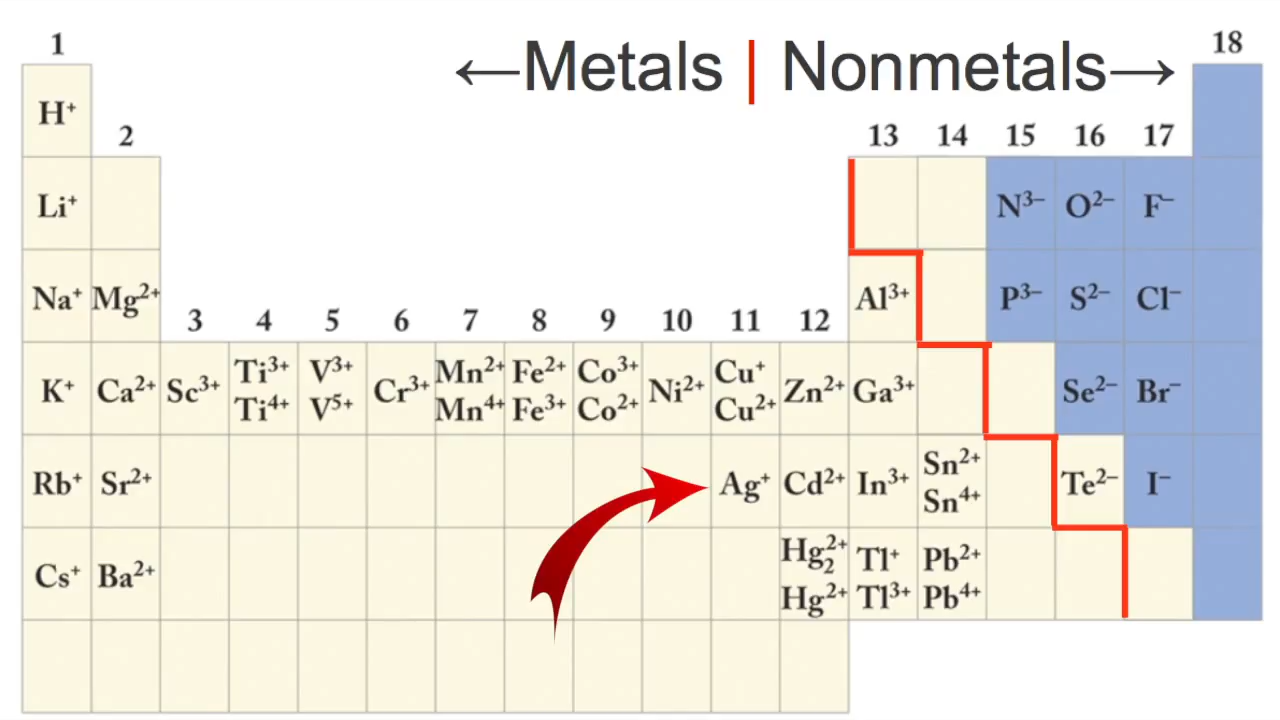 ←Metals | Nonmetals→
1 18
H⁺ 2 13 14 15 16 17
Li⁺ N³⁻ O²⁻ F⁻
Na⁺ Mg²⁺ 3 4 5 6 7 8 9 10 11 12 Al³⁺ P³⁻ S²⁻ Cl⁻
K⁺ Ca²⁺ Sc³⁺ Ti³⁺ Ti⁴⁺ V³⁺ V⁵⁺ Cr³⁺ Mn²⁺ Mn⁴⁺ Fe²⁺ Fe³⁺ Co³⁺ Co²⁺ Ni²⁺ Cu⁺ Cu²⁺ Zn²⁺ Ga³⁺ Se²⁻ Br⁻
Rb⁺ Sr²⁺ Ag⁺ Cd²⁺ In³⁺ Sn²⁺ Sn⁴⁺ Te²⁻ I⁻
Cs⁺ Ba²⁺ Hg₂²⁺ Hg²⁺ Tl⁺ Tl³⁺ Pb²⁺ Pb⁴⁺